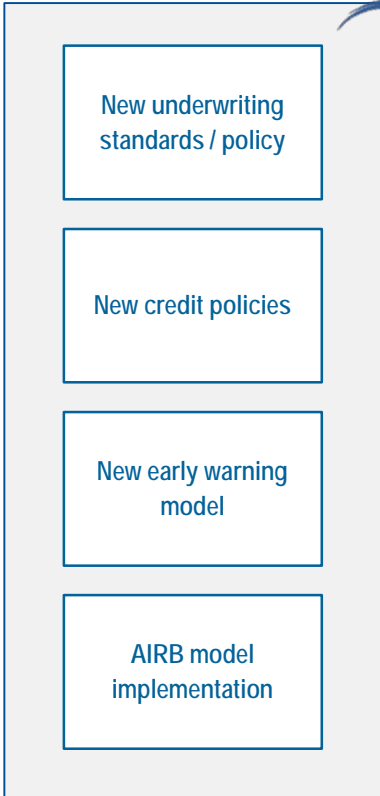 New underwriting
standards / policy
New credit policies
New early warning
model
AIRB model
implementation